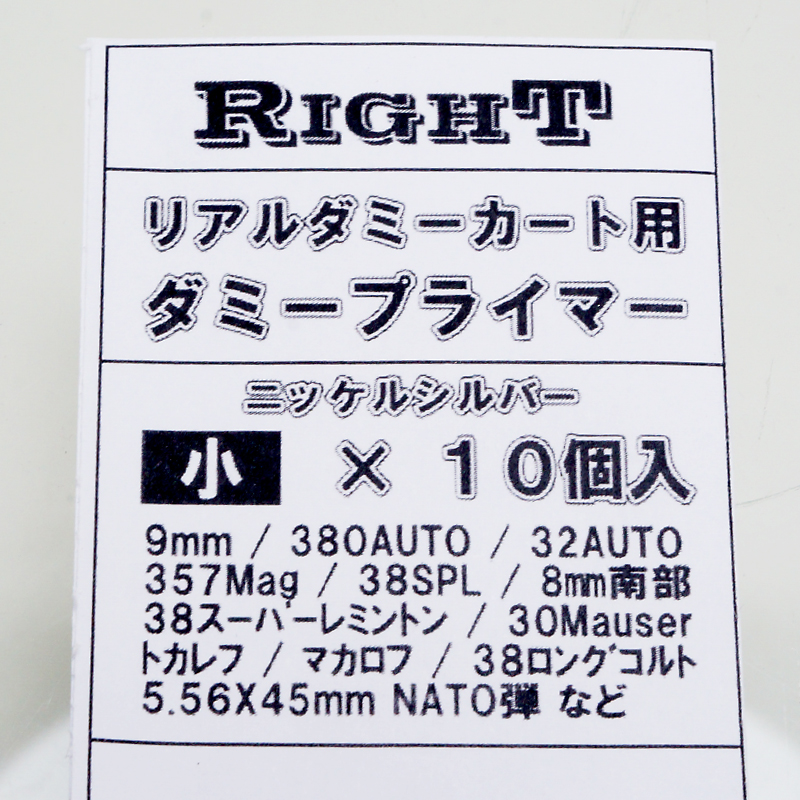 RIGHT
リアルダミーカート用
ダミープライマー
ニッケルシルバー
小 × 10個入
9mm / 380AUTO / 32AUTO
357Mag / 38SPL / 8mm南部
38スーパーレミントン / 30Mauser
トカレフ / マカロフ / 38ロングコルト
5.56X45mm NATO弾 など